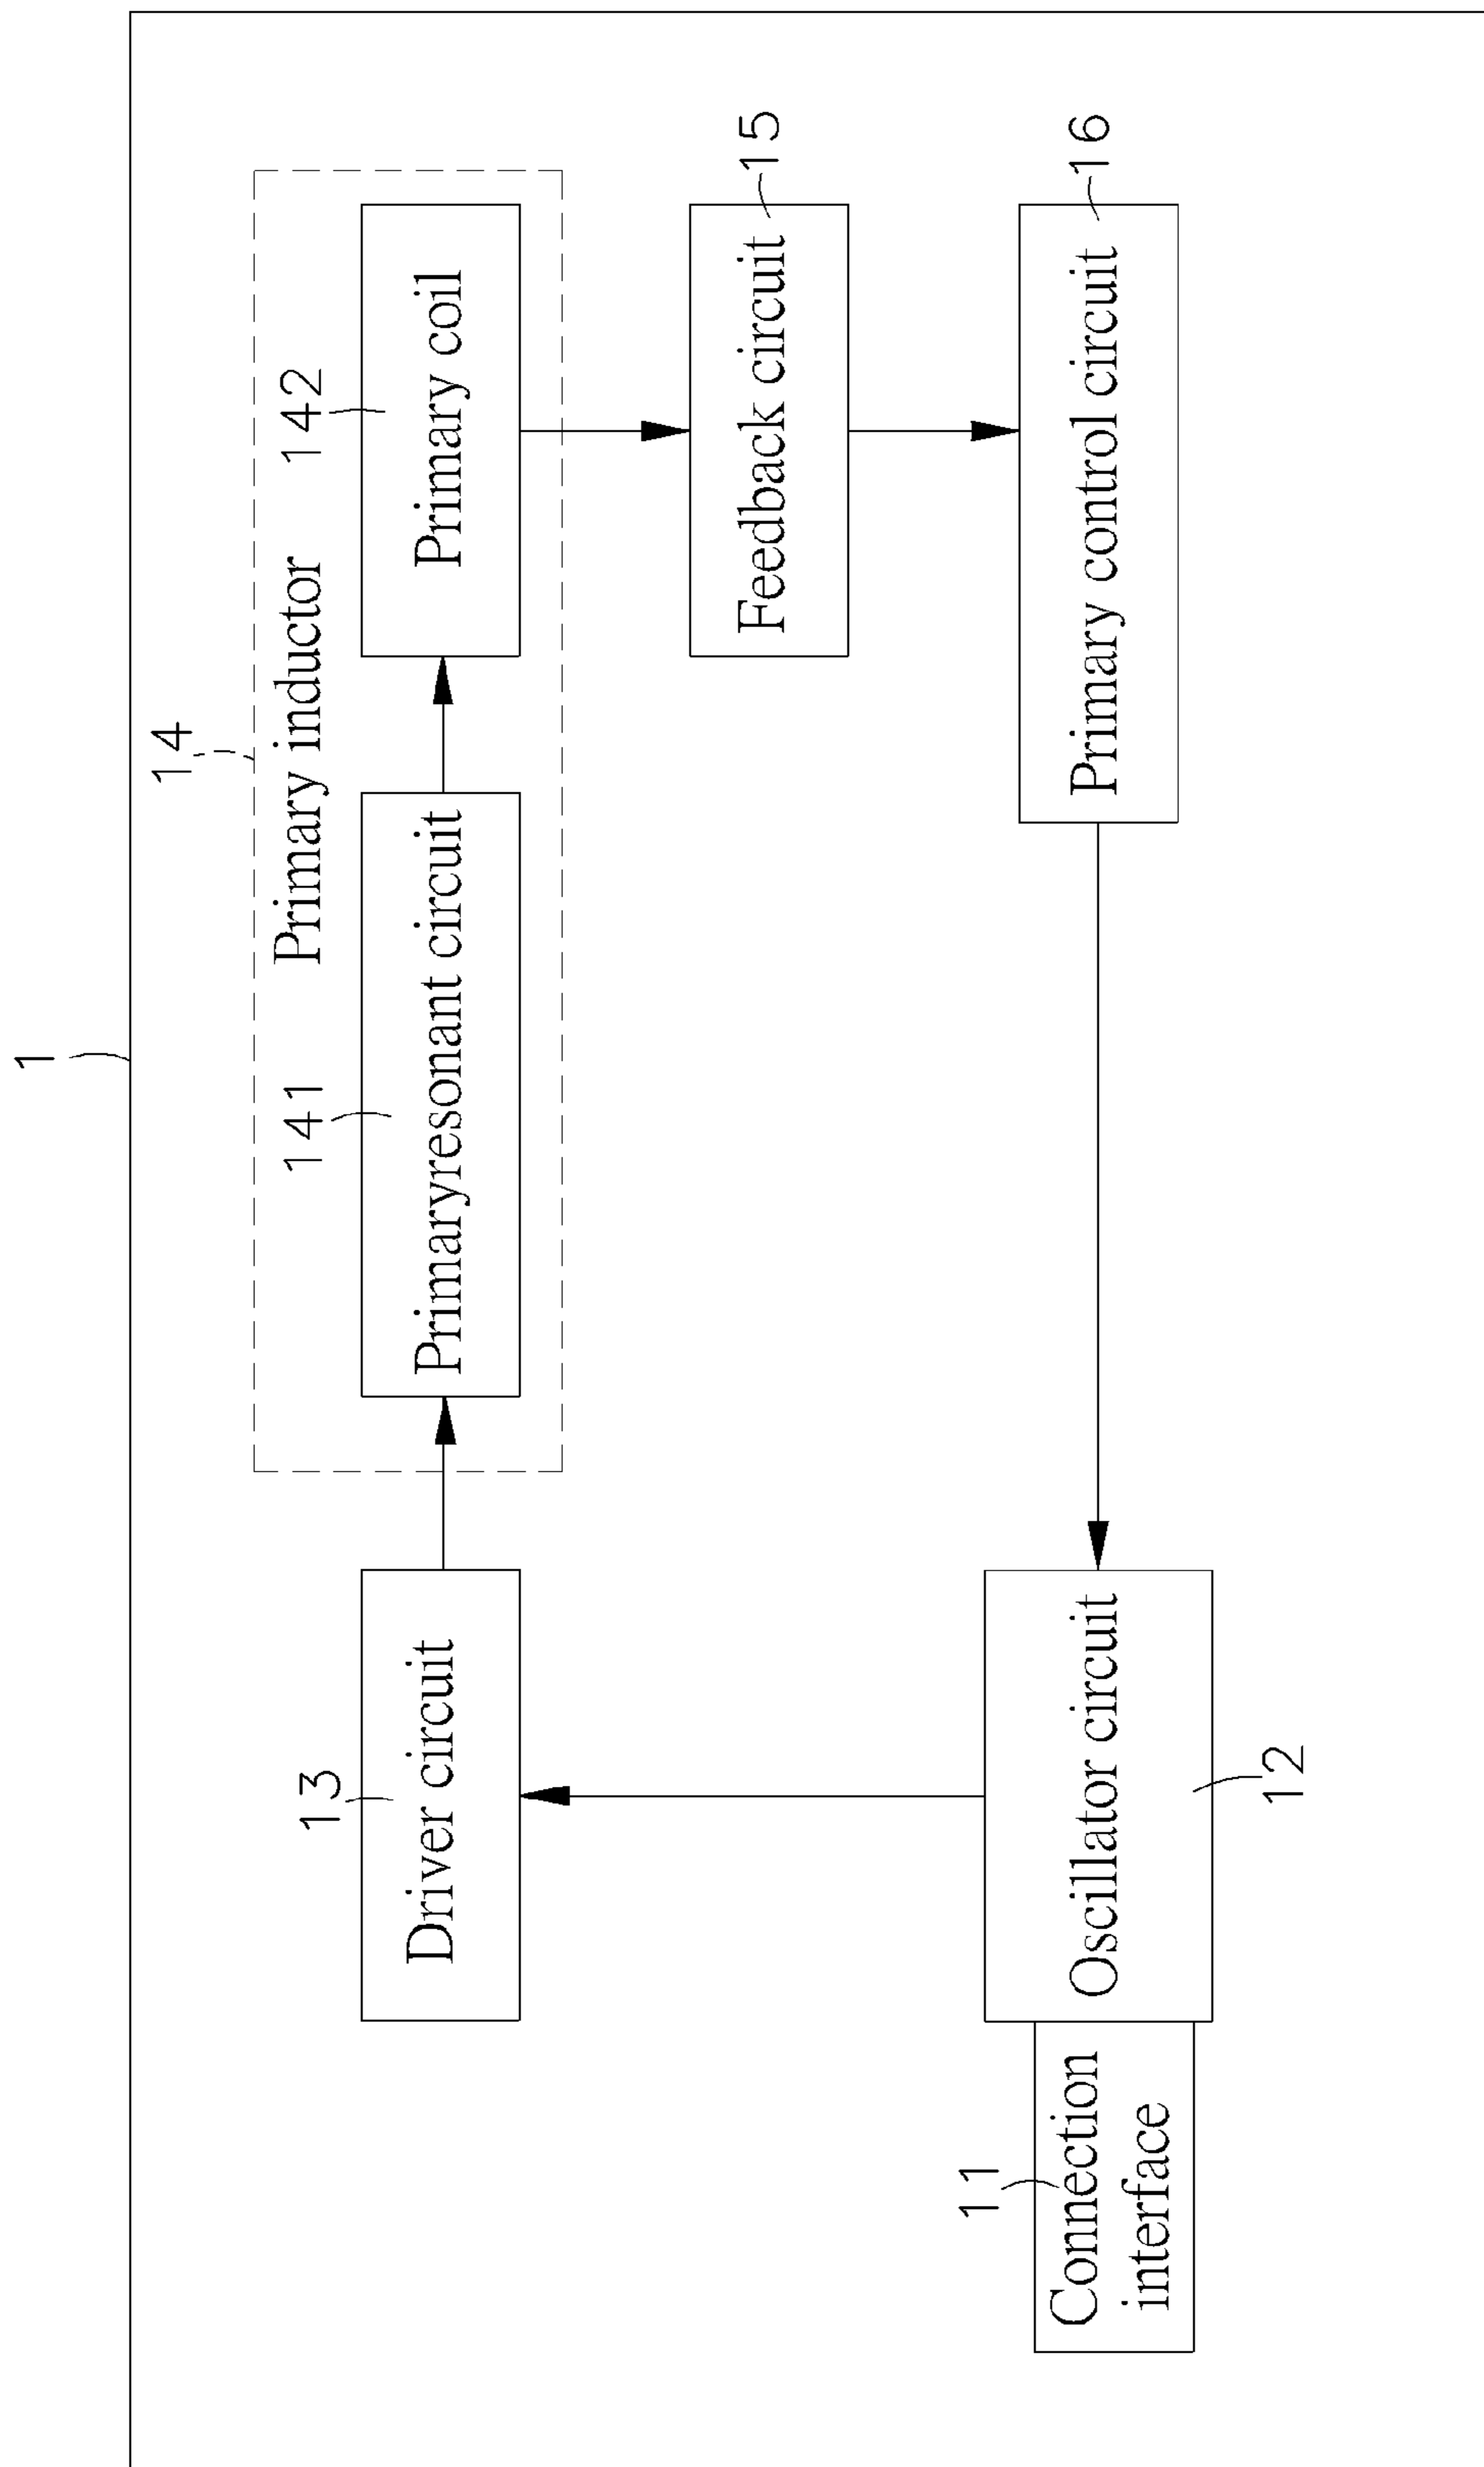 1
14
Primary inductor
13
141
142
Driver circuit
Primaryresonant circuit
Primary coil
15
Feedback circuit
11
16
Connection
interface
Oscillator circuit
Primary control circuit
12